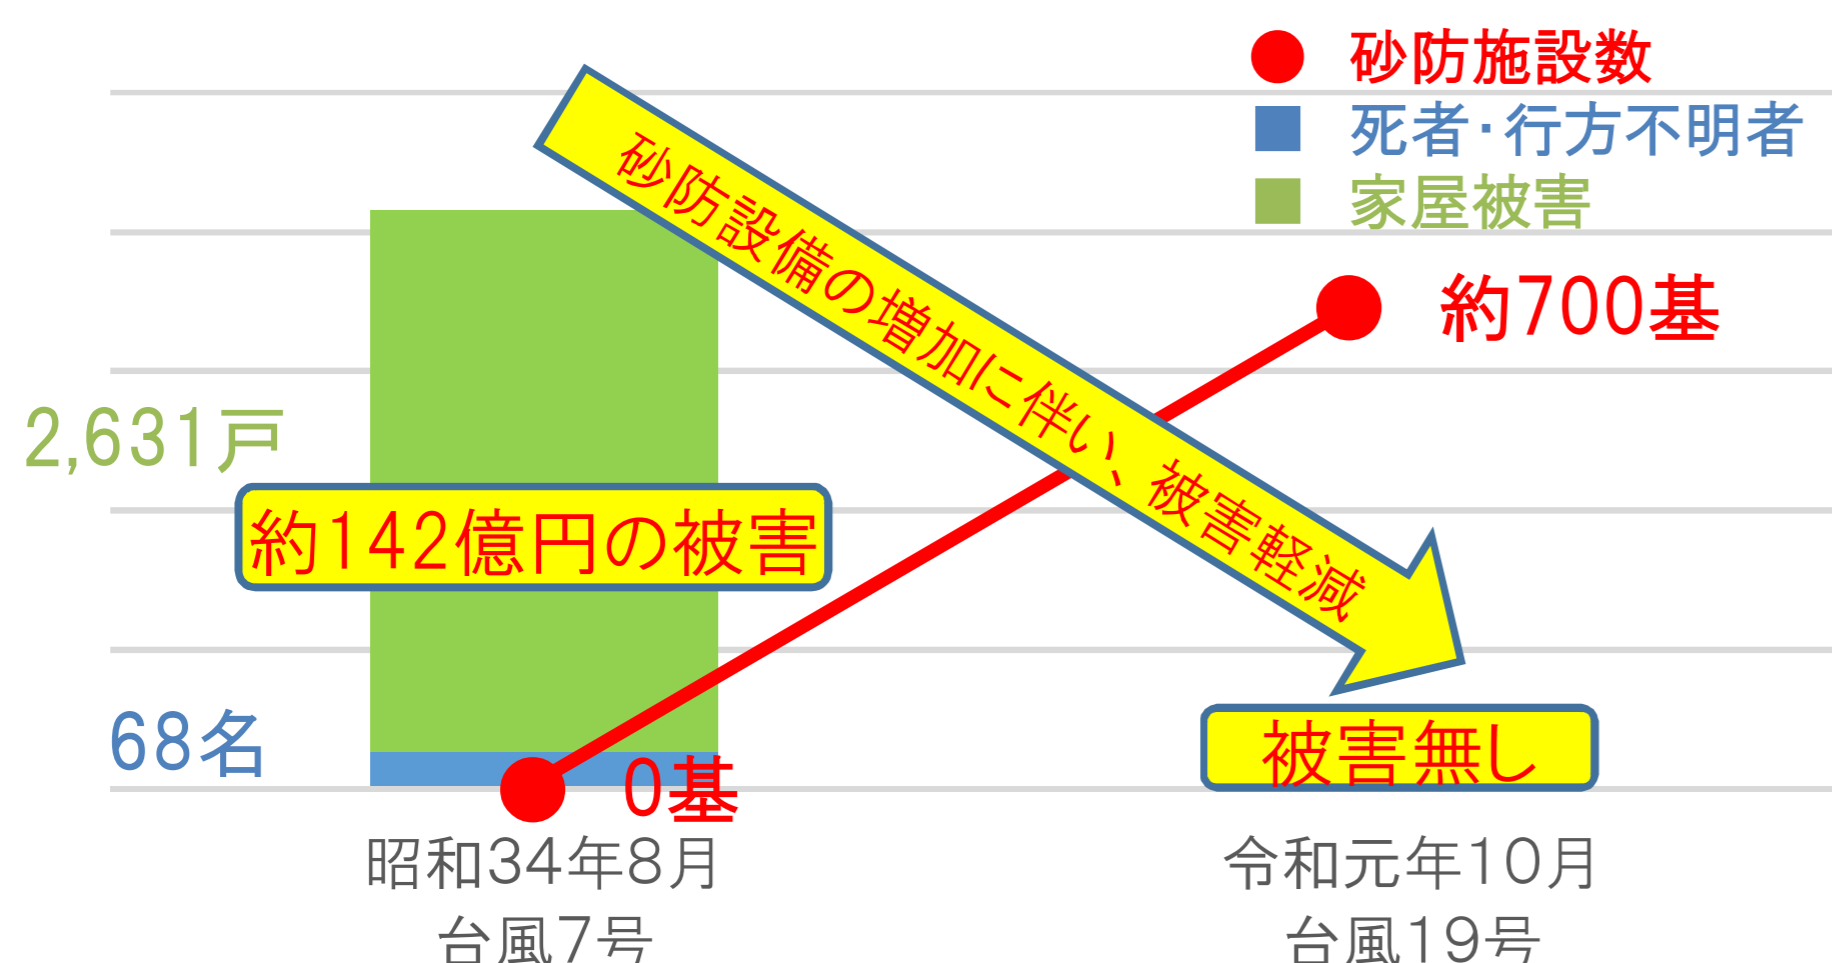 砂防施設数
死者・行方不明者
家屋被害
砂防設備の増加に伴い、被害軽減
約700基
2,631戸
約142億円の被害
68名
0基
被害無し
昭和34年8月
台風7号
令和元年10月
台風19号